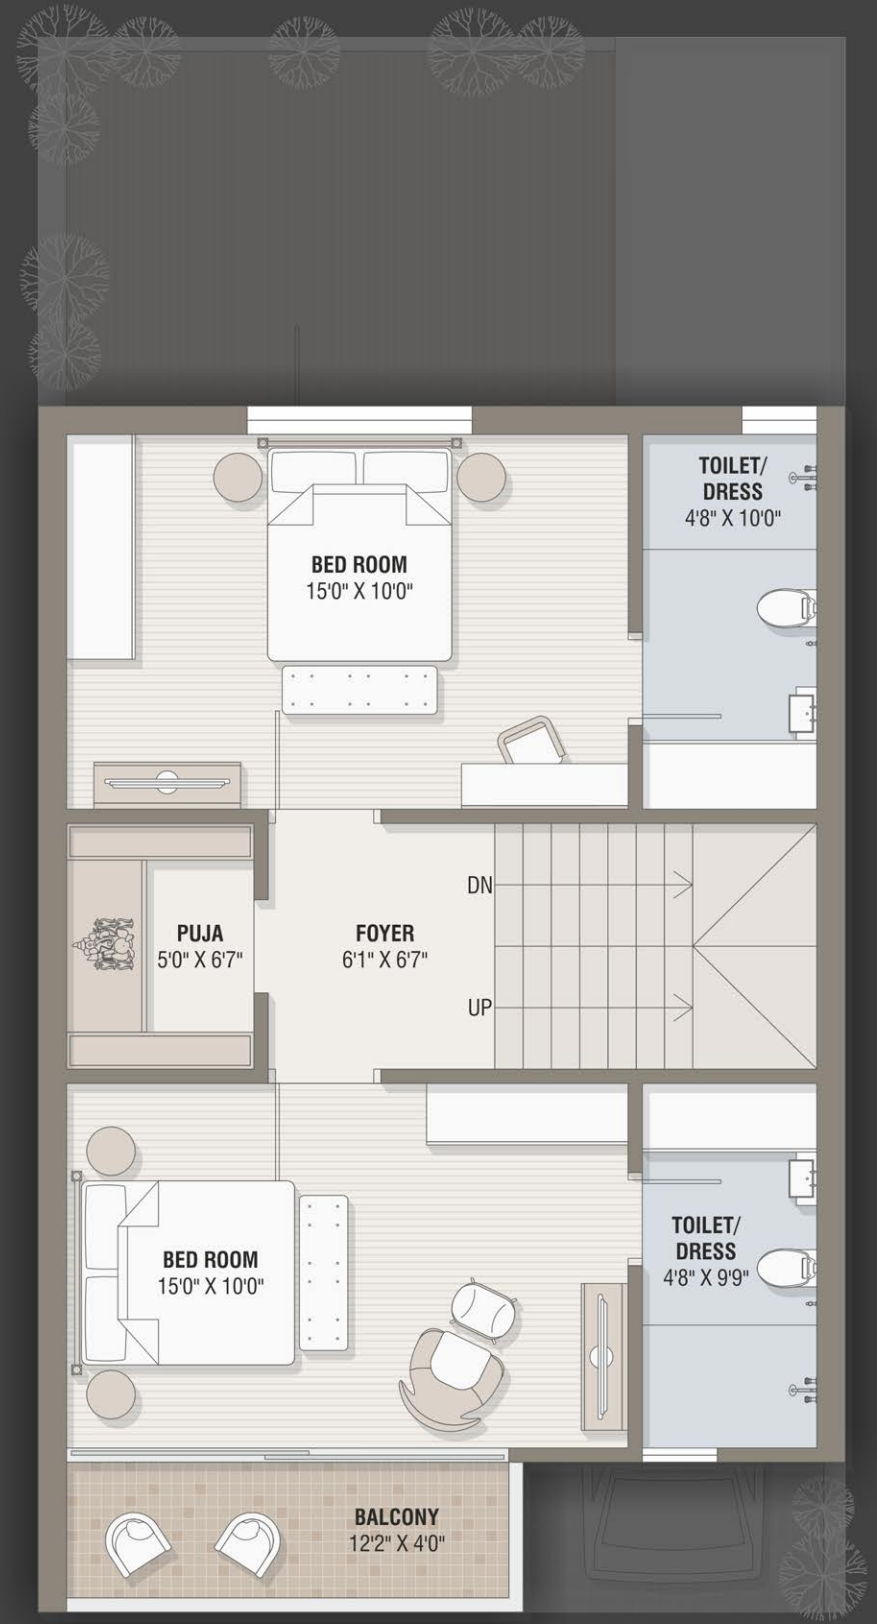 TOILET/
DRESS
4'8" X 10'0"
BED ROOM
15'0" X 10'0"
DN
PUJA
5'0" X 6'7"
FOYER
6'1" X 6'7"
UP
TOILET/
DRESS
4'8" X 9'9"
BED ROOM
15'0" X 10'0"
BALCONY
12'2" X 4'0"